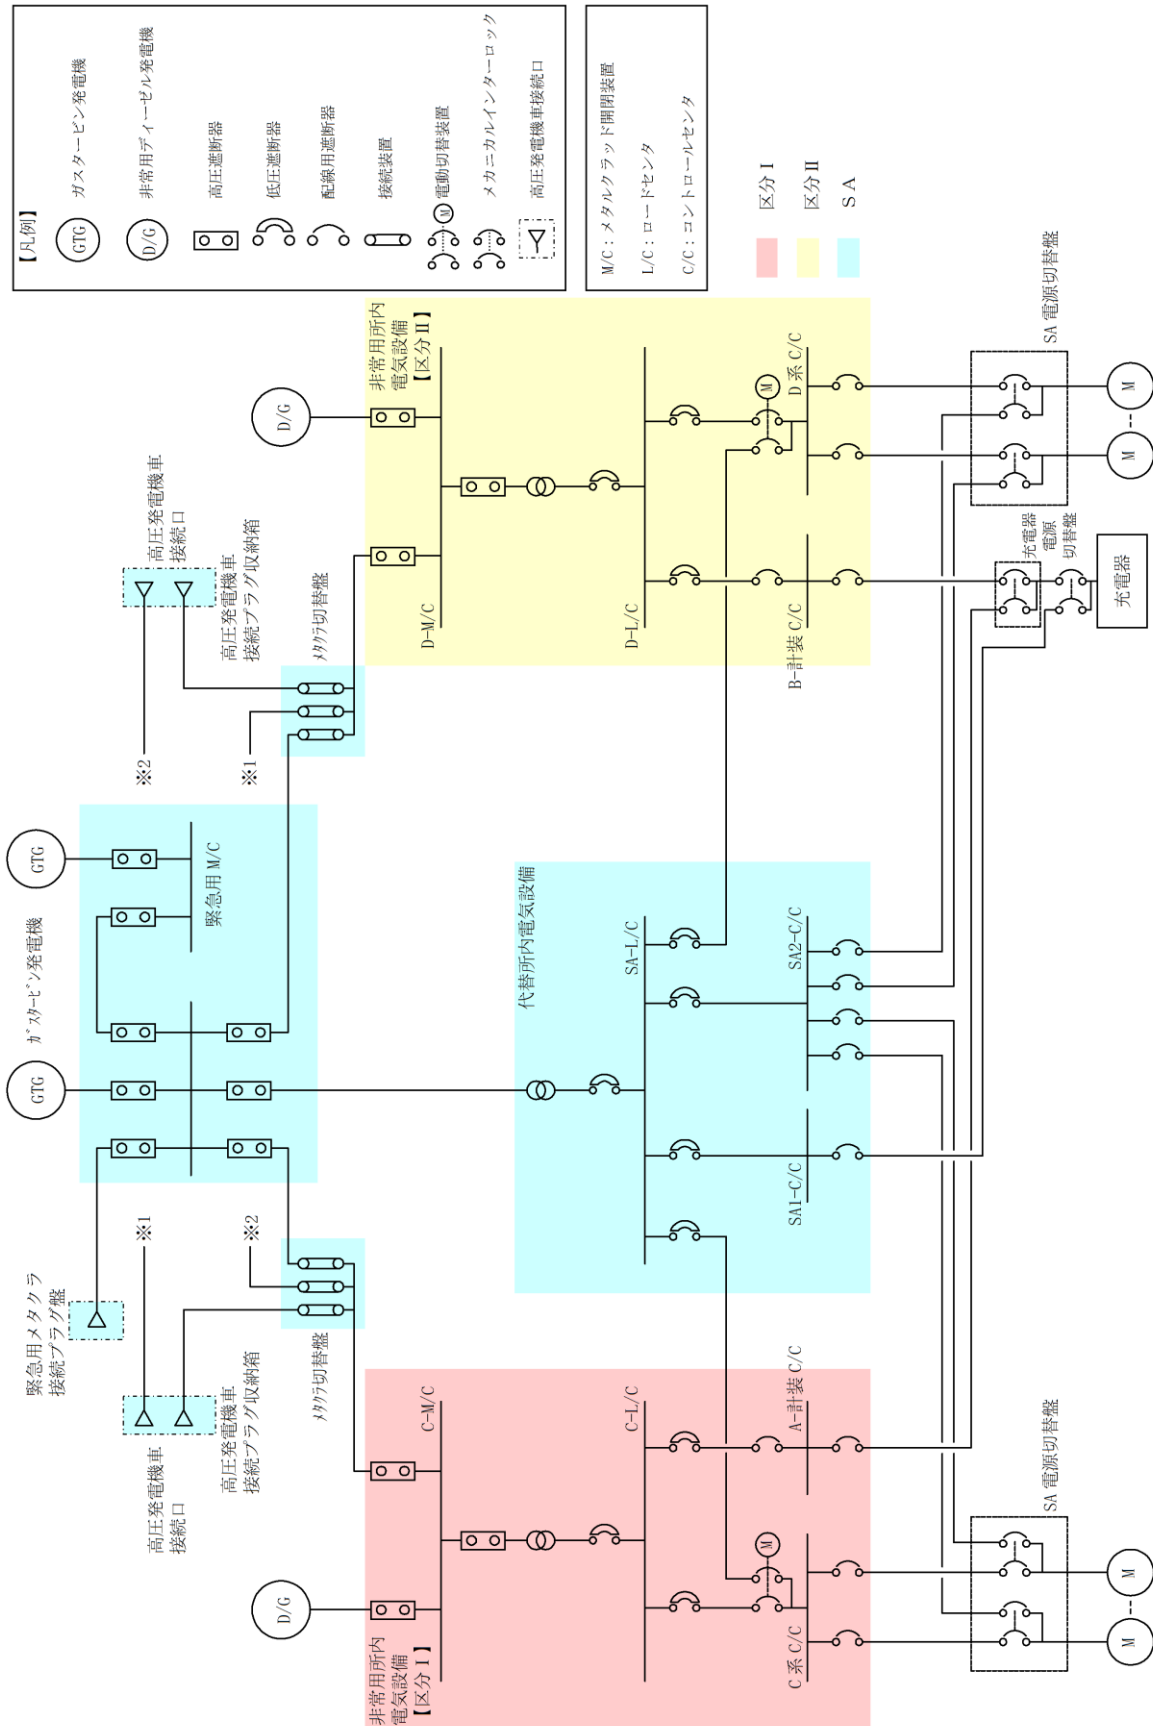 【凡例】
GTG
ガスタービン発電機
D/G
非常用ディーゼル発電機
高圧遮断器
低圧遮断器
配線用遮断器
接続装置
M
電動切替装置
メカニカルインターロック
高圧発電機車接続口
M/C:メタルクラッド開閉装置
L/C:ロードセンタ
C/C:コントロールセンタ
区分Ⅰ
区分Ⅱ
SA
緊急用メタクラ
接続プラグ盤
GTG
ガスタービン発電機
GTG
緊急用 M/C
※1
高圧発電機車
接続口
高圧発電機車
接続プラグ収納箱
※2
メタクラ切替盤
※2
※1
高圧発電機車
接続口
高圧発電機車
接続プラグ収納箱
メタクラ切替盤
D/G
非常用所内
電気設備
【区分Ⅰ】
C-M/C
C-L/C
M
C系 C/C
A-計装 C/C
代替所内電気設備
SA-L/C
SA1-C/C
SA2-C/C
D/G
非常用所内
電気設備
【区分Ⅱ】
D-M/C
D-L/C
M
B-計装 C/C
D系 C/C
SA 電源切替盤
M
M
充電器
電源
切替盤
充電器
SA 電源切替盤
M
M